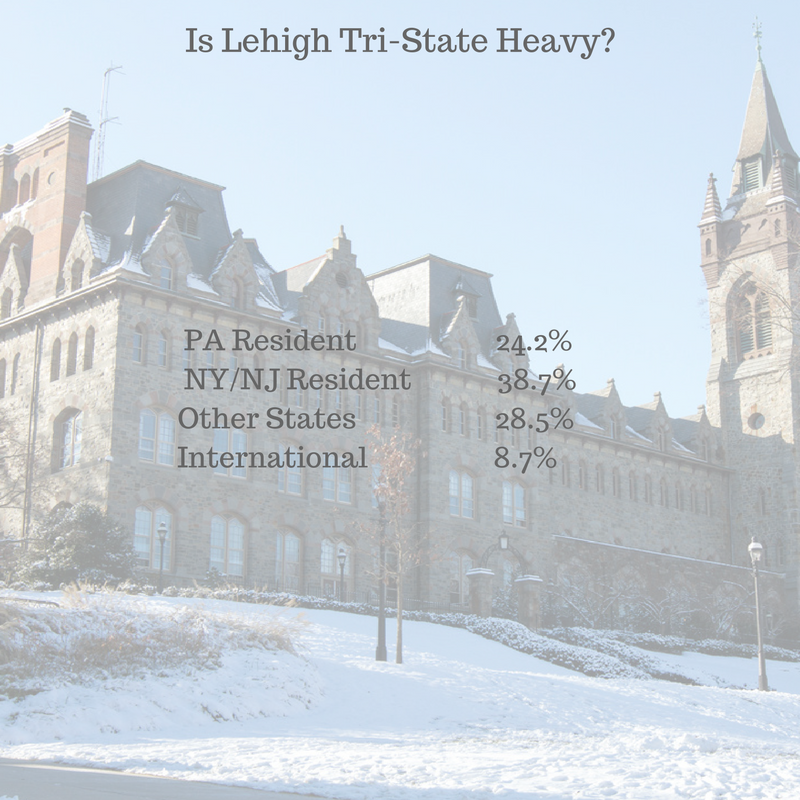 Is Lehigh Tri-State Heavy?
PA Resident 24.2%
NY/NJ Resident 38.7%
Other States 28.5%
International 8.7%